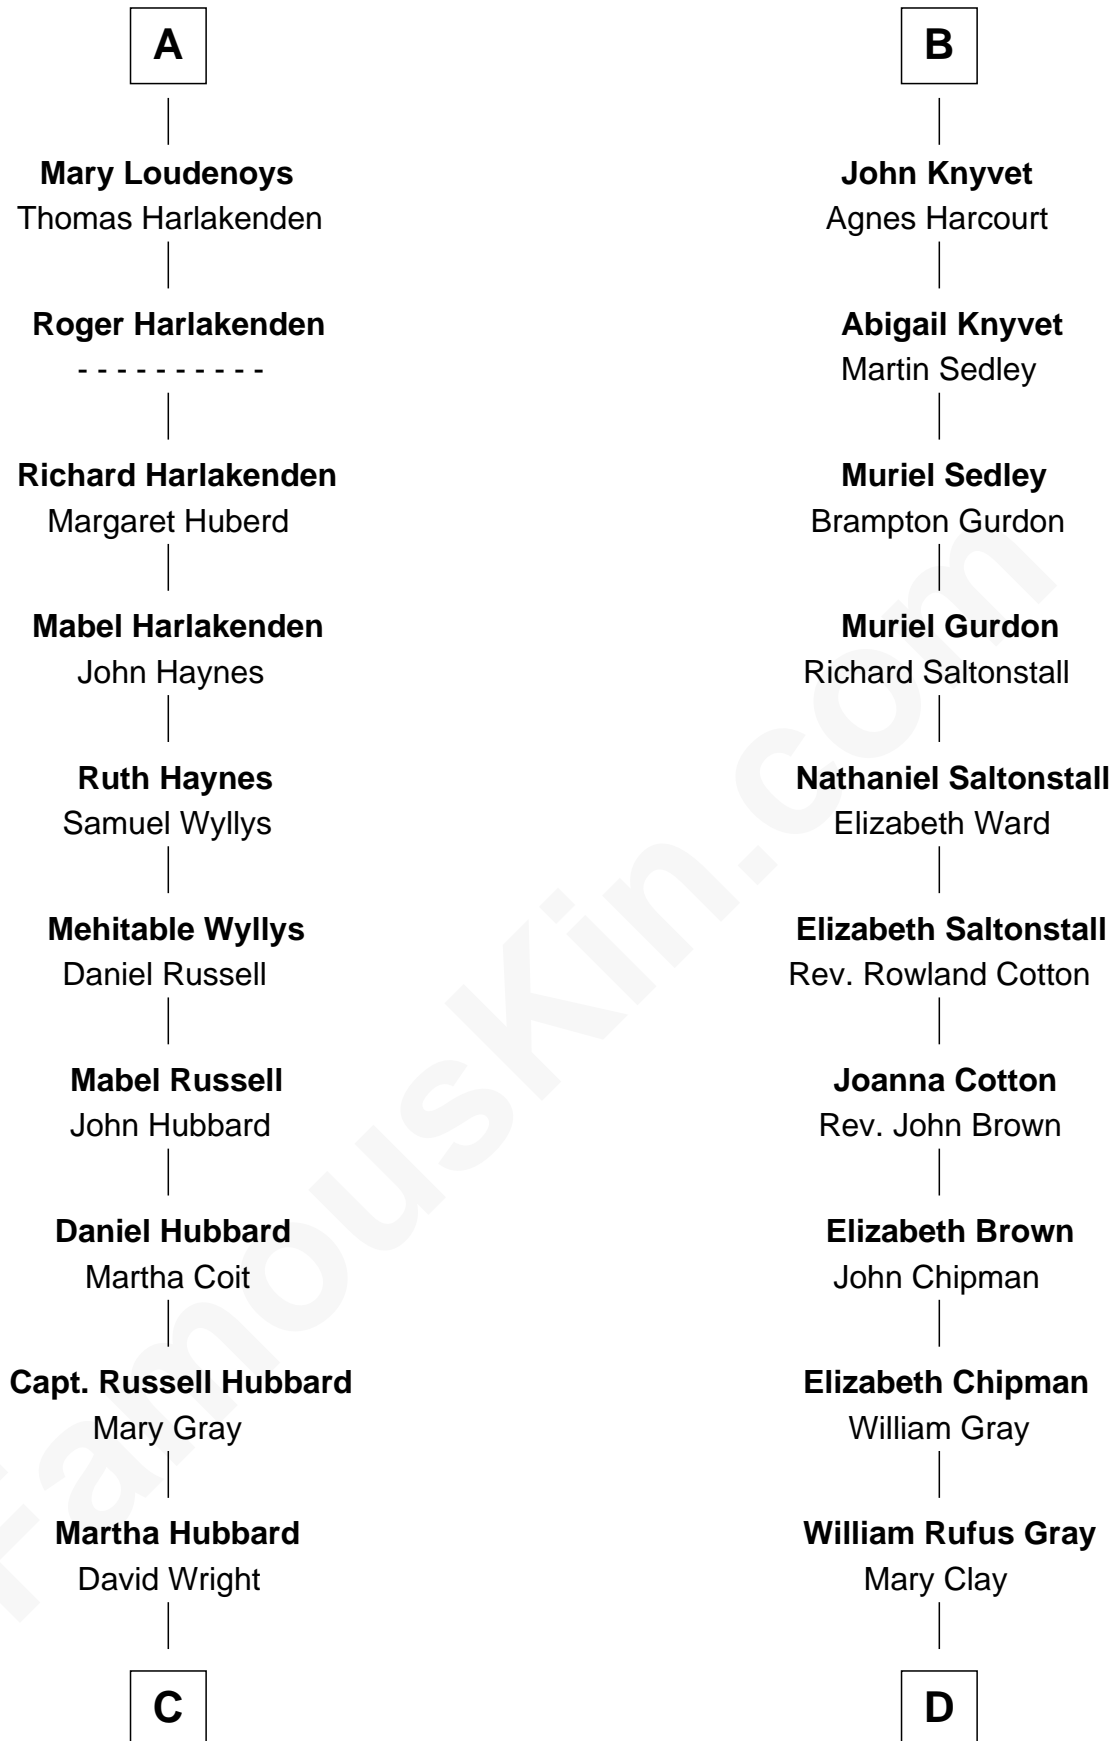 A
Mary Loudenoys
Thomas Harlakenden
Roger Harlakenden
- - - - - - - - - -
Richard Harlakenden
Margaret Huberd
Mabel Harlakenden
John Haynes
Ruth Haynes
Samuel Wyllys
Mehitable Wyllys
Daniel Russell
Mabel Russell
John Hubbard
Daniel Hubbard
Martha Coit
Capt. Russell Hubbard
Mary Gray
Martha Hubbard
David Wright
C
B
John Knyvet
Agnes Harcourt
Abigail Knyvet
Martin Sedley
Muriel Sedley
Brampton Gurdon
Muriel Gurdon
Richard Saltonstall
Nathaniel Saltonstall
Elizabeth Ward
Elizabeth Saltonstall
Rev. Rowland Cotton
Joanna Cotton
Rev. John Brown
Elizabeth Brown
John Chipman
Elizabeth Chipman
William Gray
William Rufus Gray
Mary Clay
D
FamousKin.com